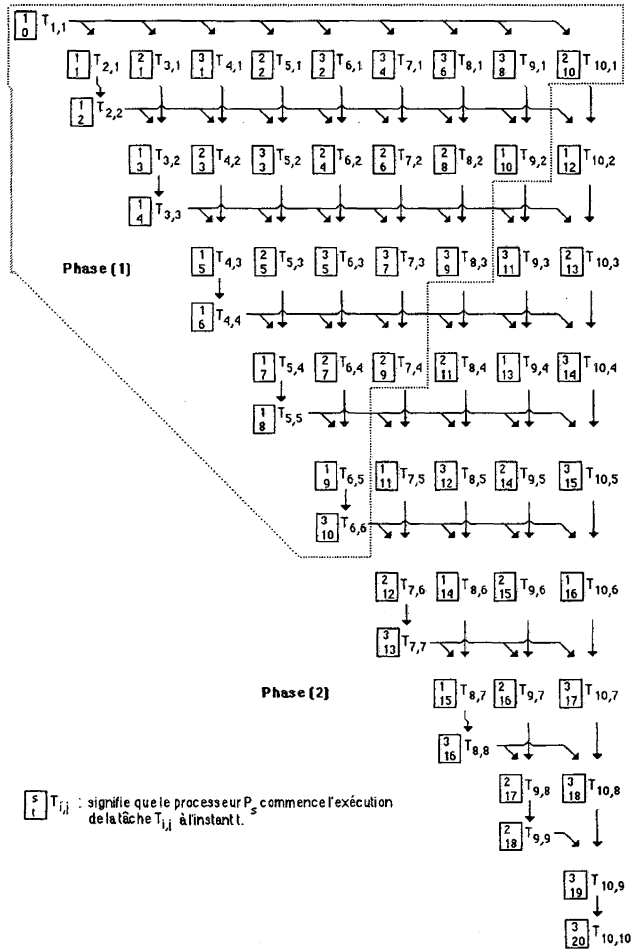 1 0 T1,1
1 1 T2,1 2 1 T3,1 3 1 T4,1 2 2 T5,1 3 2 T6,1 3 4 T7,1 3 6 T8,1 3 8 T9,1 2 10 T10,1
1 2 T2,2
1 3 T3,2 2 3 T4,2 3 3 T5,2 2 4 T6,2 2 6 T7,2 2 8 T8,2 1 10 T9,2 1 12 T10,2
1 4 T3,3
Phase (1) 1 5 T4,3 2 5 T5,3 3 5 T6,3 3 7 T7,3 3 9 T8,3 3 11 T9,3 2 13 T10,3
1 6 T4,4
1 7 T5,4 2 7 T6,4 2 9 T7,4 2 11 T8,4 1 13 T9,4 3 14 T10,4
1 8 T5,5
1 9 T6,5 1 11 T7,5 3 12 T8,5 2 14 T9,5 3 15 T10,5
3 10 T6,6
2 12 T7,6 1 14 T8,6 2 15 T9,6 1 16 T10,6
3 13 T7,7
Phase (2) 1 15 T8,7 2 16 T9,7 3 17 T10,7
3 16 T8,8
2 17 T9,8 3 18 T10,8
s t Ti,j : signifie que le processeur Ps commence l'exécution
de la tâche Ti,j à l'instant t.
2 18 T9,9
3 19 T10,9
3 20 T10,10